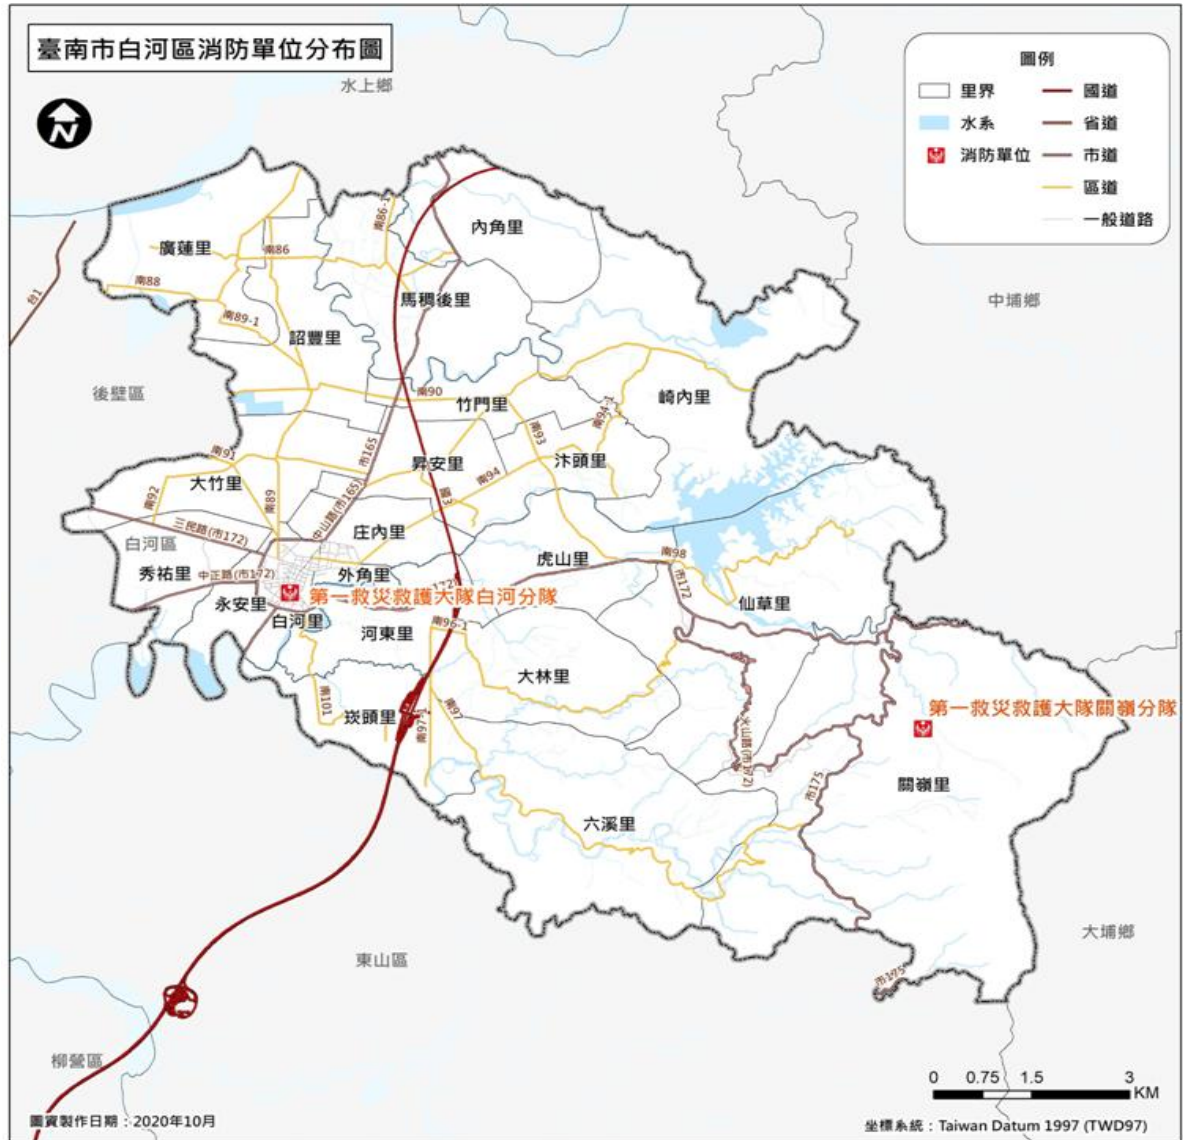 臺南市白河區消防單位分布圖
水上鄉
圖例
里界
國道
水系
省道
消防單位
市道
區道
一般道路
N
內角里
南86-1
廣蓮里
南86
台1
南88
馬稠後里
中埔鄉
南89-1
詔豐里
後壁區
南90
竹門里
崎內里
南94-1
南93
市165
昇安里
汴頭里
南91
南94
大竹里
國3
南92
南89
中山路(市165)
三民路(市172)
庄內里
白河區
虎山里
南98
秀祐里
中正路(市172)
外角里
市172
第一救災救護大隊白河分隊
永安里
仙草里
白河里
河東里
南96-1
大林里
南101
崁頭里
南97
南97-1
第一救災救護大隊關嶺分隊
火山路(市172)
市175
關嶺里
六溪里
大埔鄉
東山區
市175
柳營區
0 0.75 1.5 3
KM
圖資製作日期：2020年10月
坐標系統：Taiwan Datum 1997 (TWD97)